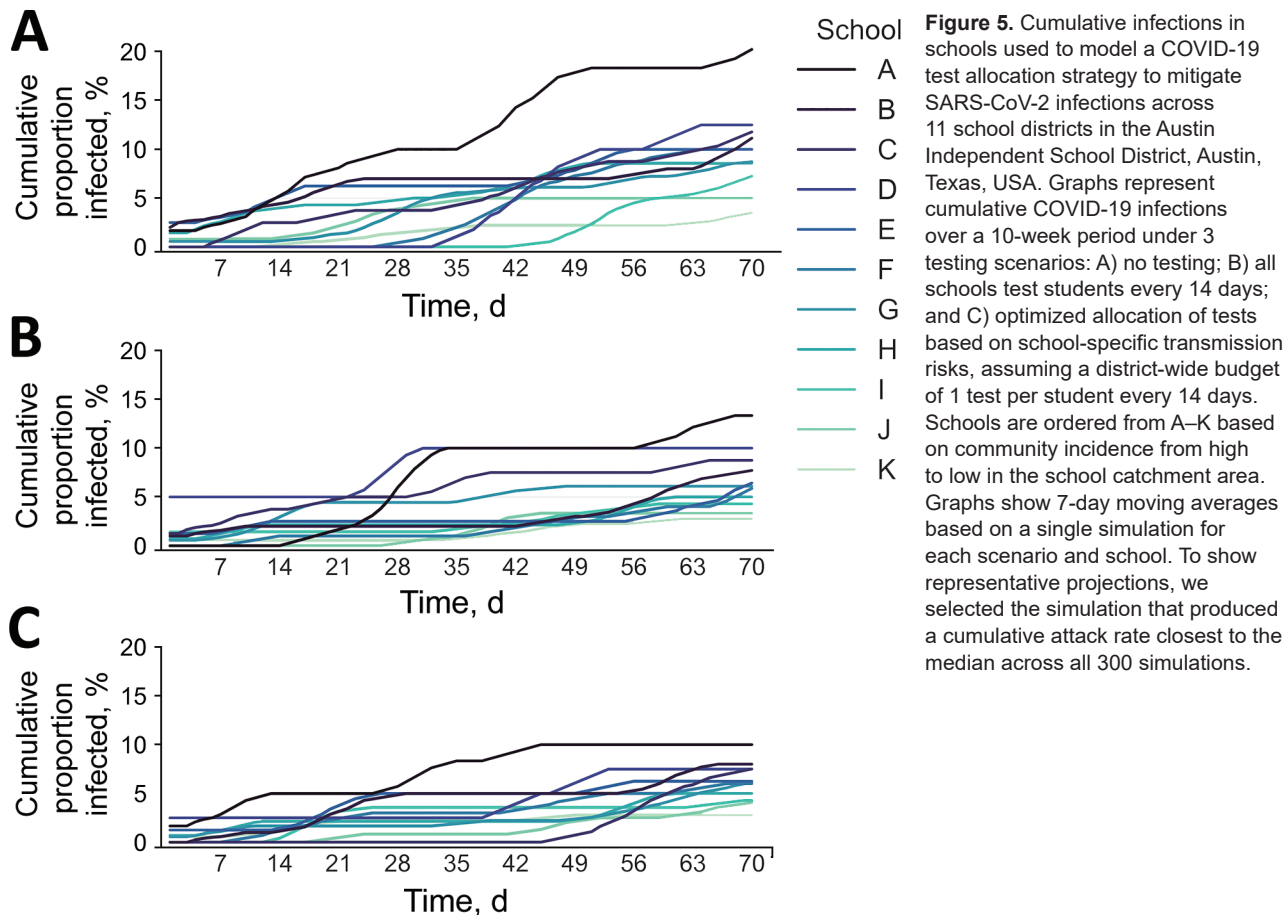 A
Cumulative
proportion
infected, %
20
15
10
5
0
7 14 21 28 35 42 49 56 63 70
Time, d
B
Cumulative
proportion
infected, %
20
15
10
5
0
7 14 21 28 35 42 49 56 63 70
Time, d
C
Cumulative
proportion
infected, %
20
15
10
5
0
7 14 21 28 35 42 49 56 63 70
Time, d
School
A
B
C
D
E
F
G
H
I
J
K
Figure 5. Cumulative infections in
schools used to model a COVID-19
test allocation strategy to mitigate
SARS-CoV-2 infections across
11 school districts in the Austin
Independent School District, Austin,
Texas, USA. Graphs represent
cumulative COVID-19 infections
over a 10-week period under 3
testing scenarios: A) no testing; B) all
schools test students every 14 days;
and C) optimized allocation of tests
based on school-specific transmission
risks, assuming a district-wide budget
of 1 test per student every 14 days.
Schools are ordered from A–K based
on community incidence from high
to low in the school catchment area.
Graphs show 7-day moving averages
based on a single simulation for
each scenario and school. To show
representative projections, we
selected the simulation that produced
a cumulative attack rate closest to the
median across all 300 simulations.